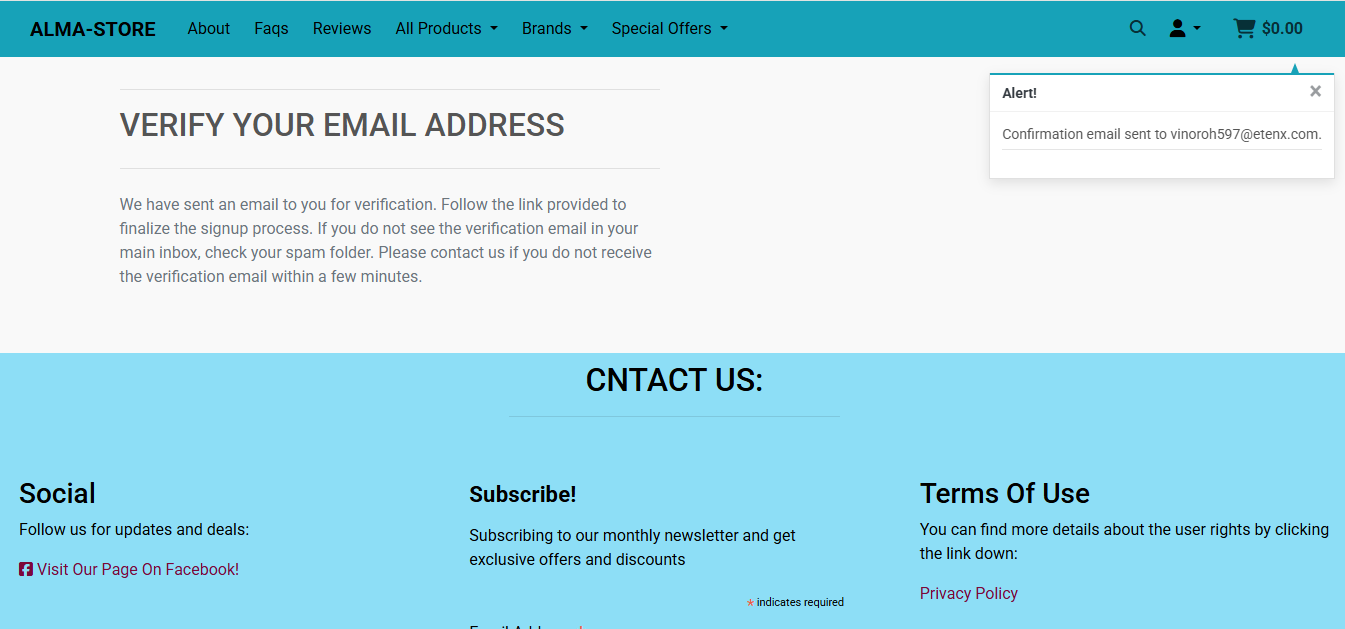 ALMA-STORE About Faqs Reviews All Products Brands Special Offers $0.00
Alert! ×
Confirmation email sent to vinoroh597@etenx.com.
VERIFY YOUR EMAIL ADDRESS
We have sent an email to you for verification. Follow the link provided to
finalize the signup process. If you do not see the verification email in your
main inbox, check your spam folder. Please contact us if you do not receive
the verification email within a few minutes.
CNTACT US:
Social
Follow us for updates and deals:
Visit Our Page On Facebook!
Subscribe!
Subscribing to our monthly newsletter and get
exclusive offers and discounts
* indicates required
Terms Of Use
You can find more details about the user rights by clicking
the link down:
Privacy Policy